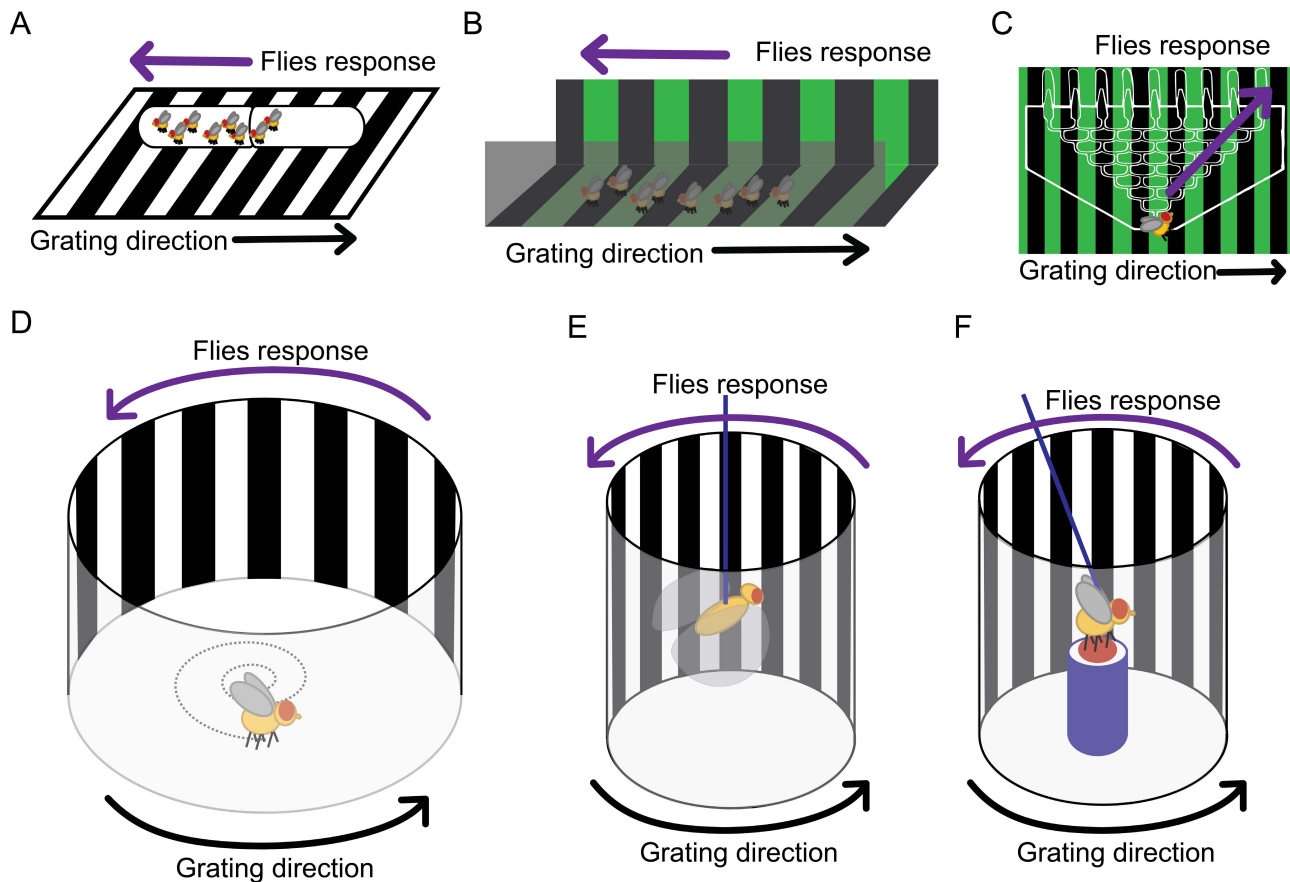 A
Flies response
Grating direction
B
Flies response
Grating direction
C
Flies response
Grating direction
D
Flies response
Grating direction
E
Flies response
Grating direction
F
Flies response
Grating direction